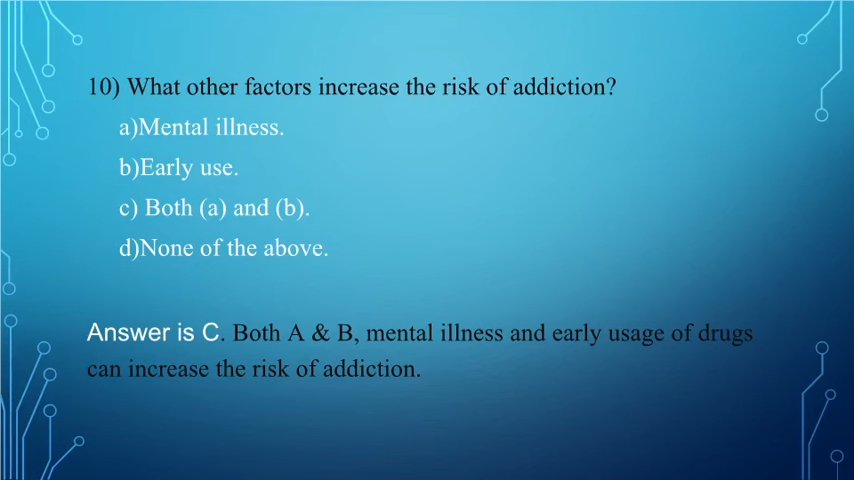 10) What other factors increase the risk of addiction?
a)Mental illness.
b)Early use.
c) Both (a) and (b).
d)None of the above.
Answer is C. Both A & B, mental illness and early usage of drugs
can increase the risk of addiction.